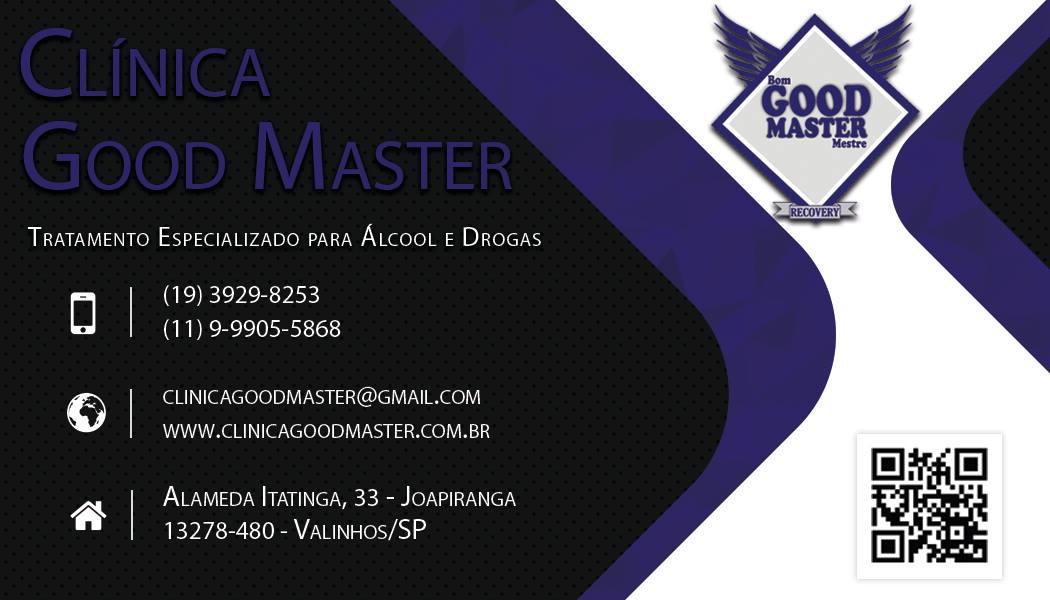 Clínica
Good Master
Tratamento Especializado para Álcool e Drogas
(19) 3929-8253
(11) 9-9905-5868
clinicagoodmaster@gmail.com
www.clinicagoodmaster.com.br
Alameda Itatinga, 33 - Joapiranga
13278-480 - Valinhos/SP
Bom
GOOD
MASTER
Mestre
RECOVERY